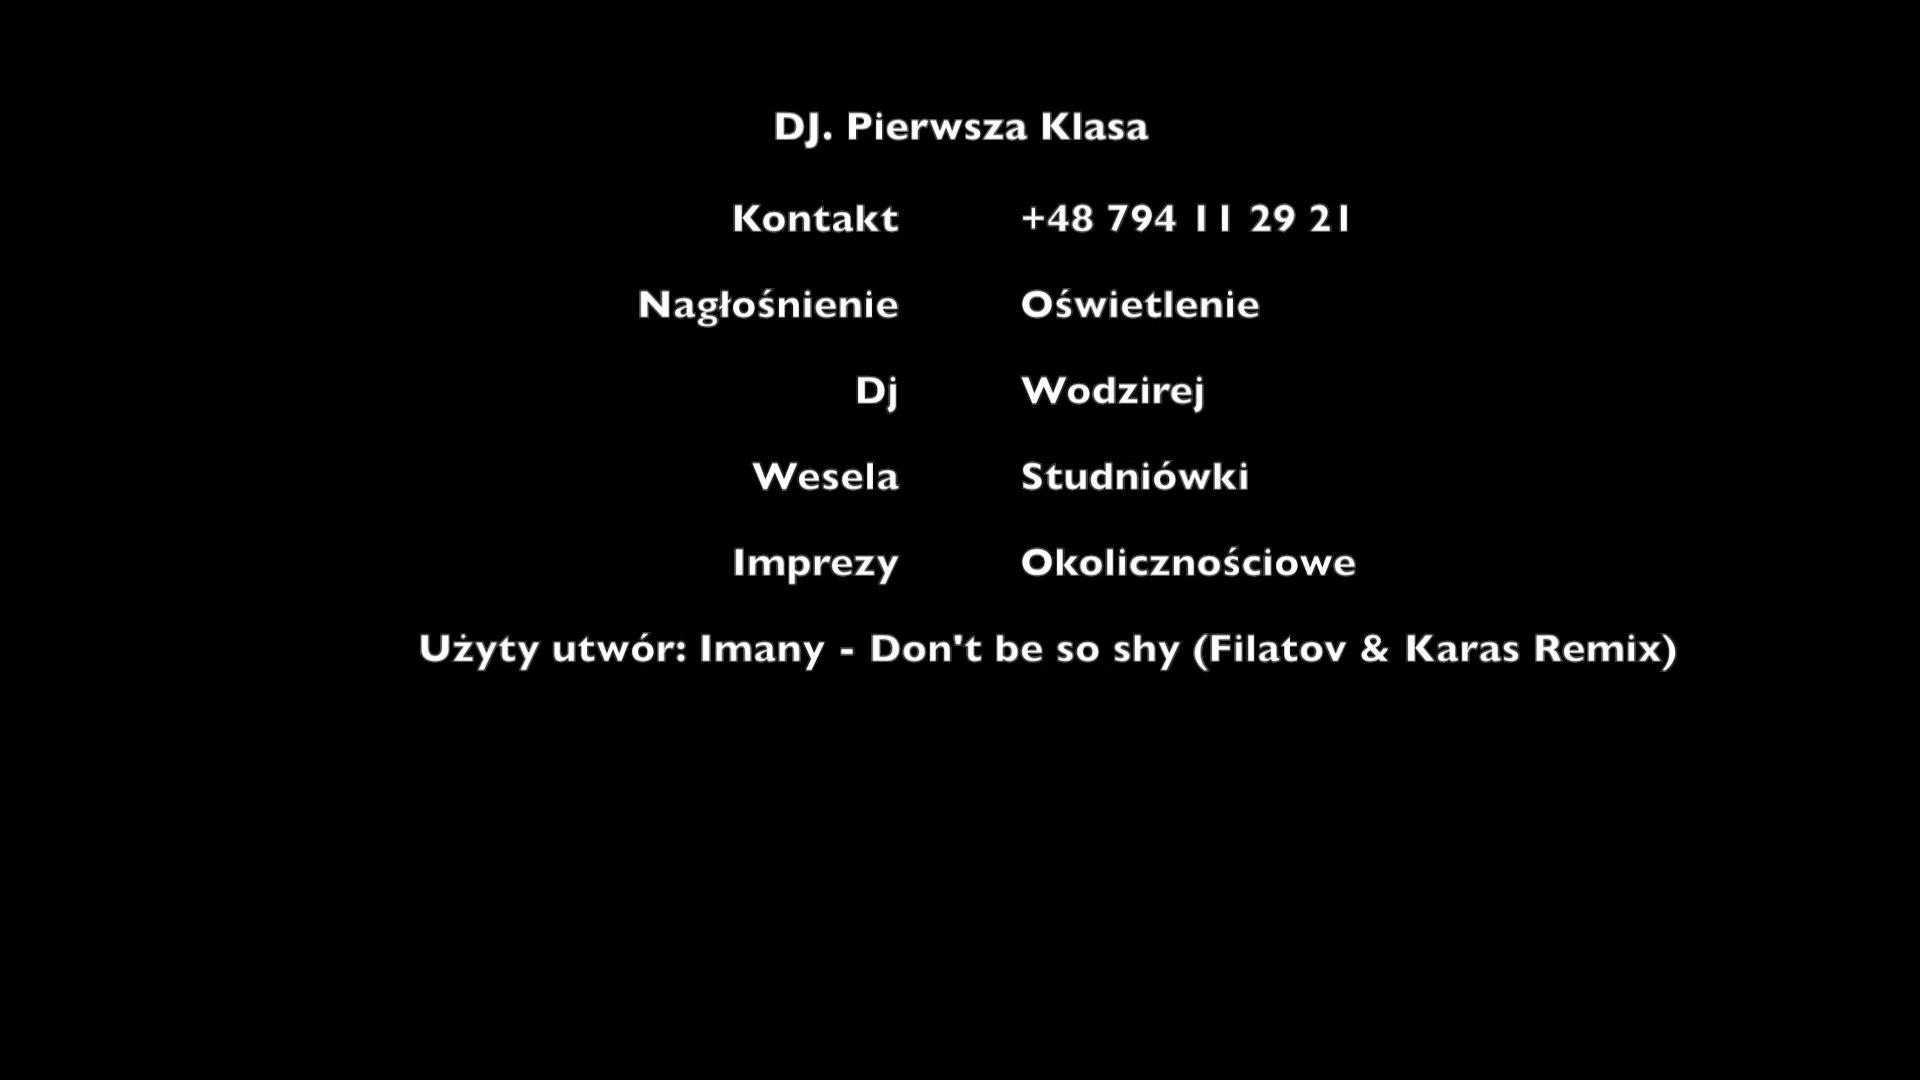 DJ. Pierwsza Klasa
Kontakt +48 794 11 29 21
Nagłośnienie Oświetlenie
Dj Wodzirej
Wesela Studniówki
Imprezy Okolicznościowe
Użyty utwór: Imany - Don't be so shy (Filatov & Karas Remix)